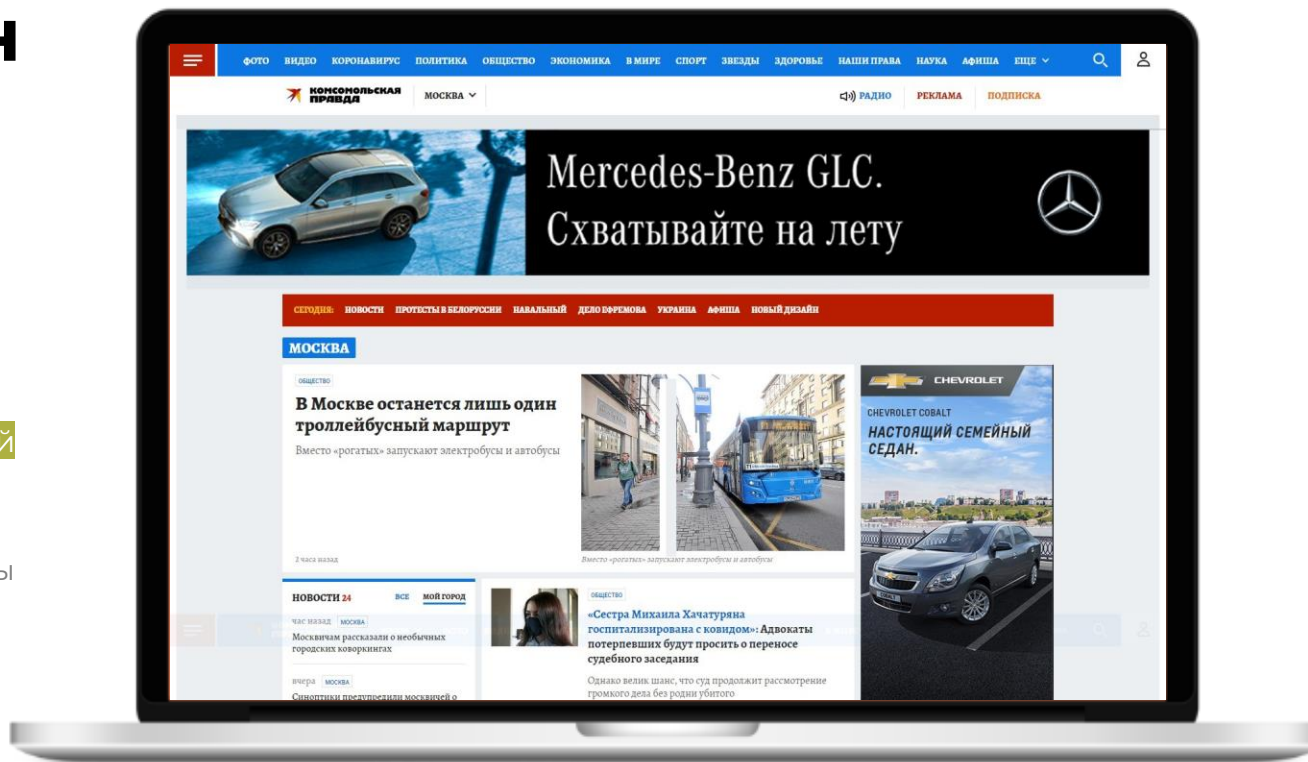 ФОТО ВИДЕО КОРОНАВИРУС ПОЛИТИКА ОБЩЕСТВО ЭКОНОМИКА В МИРЕ СПОРТ ЗВЕЗДЫ ЗДОРОВЬЕ НАШИ ПРАВА НАУКА АФИША ЕЩЕ
КОМСОМОЛЬСКАЯ
ПРАВДА
МОСКВА
РАДИО РЕКЛАМА ПОДПИСКА
Mercedes-Benz GLC.
Схватывайте на лету
СЕГОДНЯ: НОВОСТИ ПРОТЕСТЫ В БЕЛОРУССИИ НАВАЛЬНЫЙ ДЕЛО ЕФРЕМОВА УКРАИНА АФИША НОВЫЙ ДИЗАЙН
МОСКВА
ОБЩЕСТВО
В Москве останется лишь один
троллейбусный маршрут
Вместо «рогатых» запускают электробусы и автобусы
2 часа назад
Вместо «рогатых» запускают электробусы и автобусы
CHEVROLET
CHEVROLET COBALT
НАСТОЯЩИЙ СЕМЕЙНЫЙ
СЕДАН.
НОВОСТИ 24 ВСЕ МОЙ ГОРОД
час назад МОСКВА
Москвичам рассказали о необычных
городских коворкингах
вчера МОСКВА
Синоптики предупредили москвичей о
ОБЩЕСТВО
«Сестра Михаила Хачатуряна
госпитализирована с ковидом»: Адвокаты
потерпевших будут просить о переносе
судебного заседания
Однако велик шанс, что суд продолжит рассмотрение
громкого дела без родни убитого